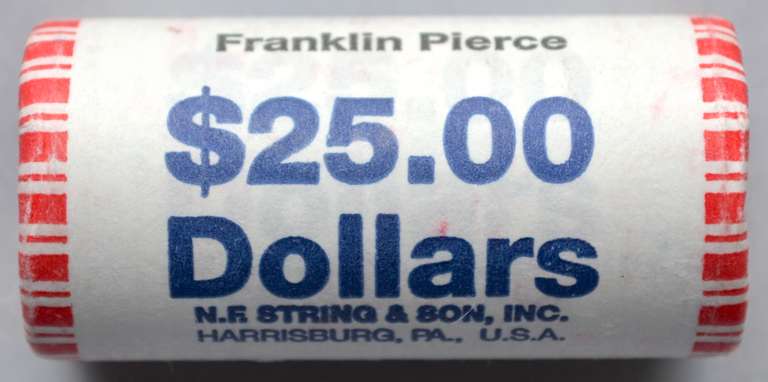 Franklin Pierce
$25.00
Dollars
N.F. STRING & SON, INC.
HARRISBURG, PA., U.S.A.